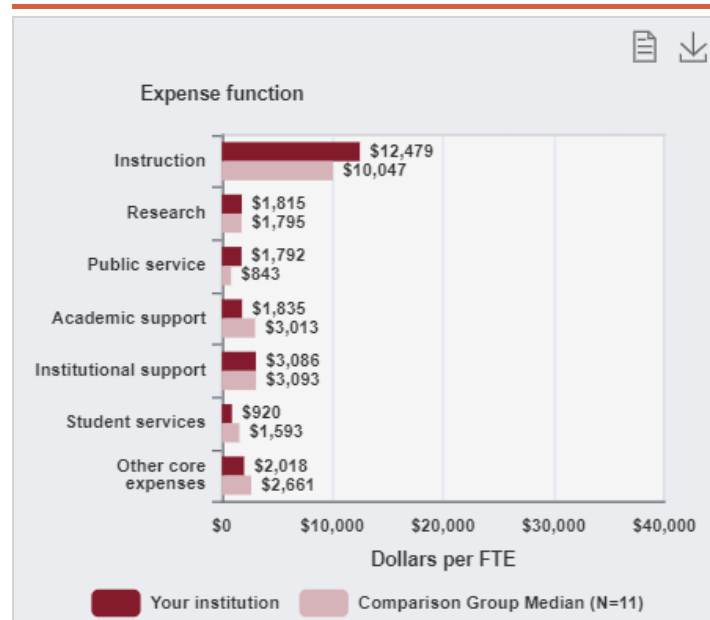 Expense function
Instruction
$12,479
$10,047
Research
$1,815
$1,795
Public service
$1,792
$843
Academic support
$1,835
$3,013
Institutional support
$3,086
$3,093
Student services
$920
$1,593
Other core
expenses
$2,018
$2,661
$0 $10,000 $20,000 $30,000 $40,000
Dollars per FTE
Your institution Comparison Group Median (N=11)